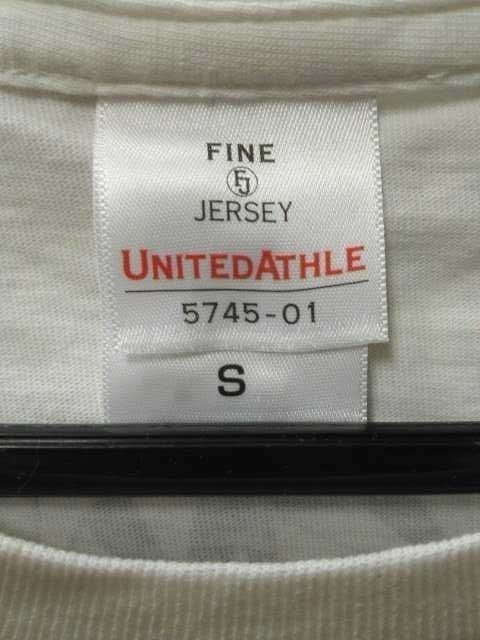 FINE
FJ
JERSEY
UNITEDATHLE
5745-01
S